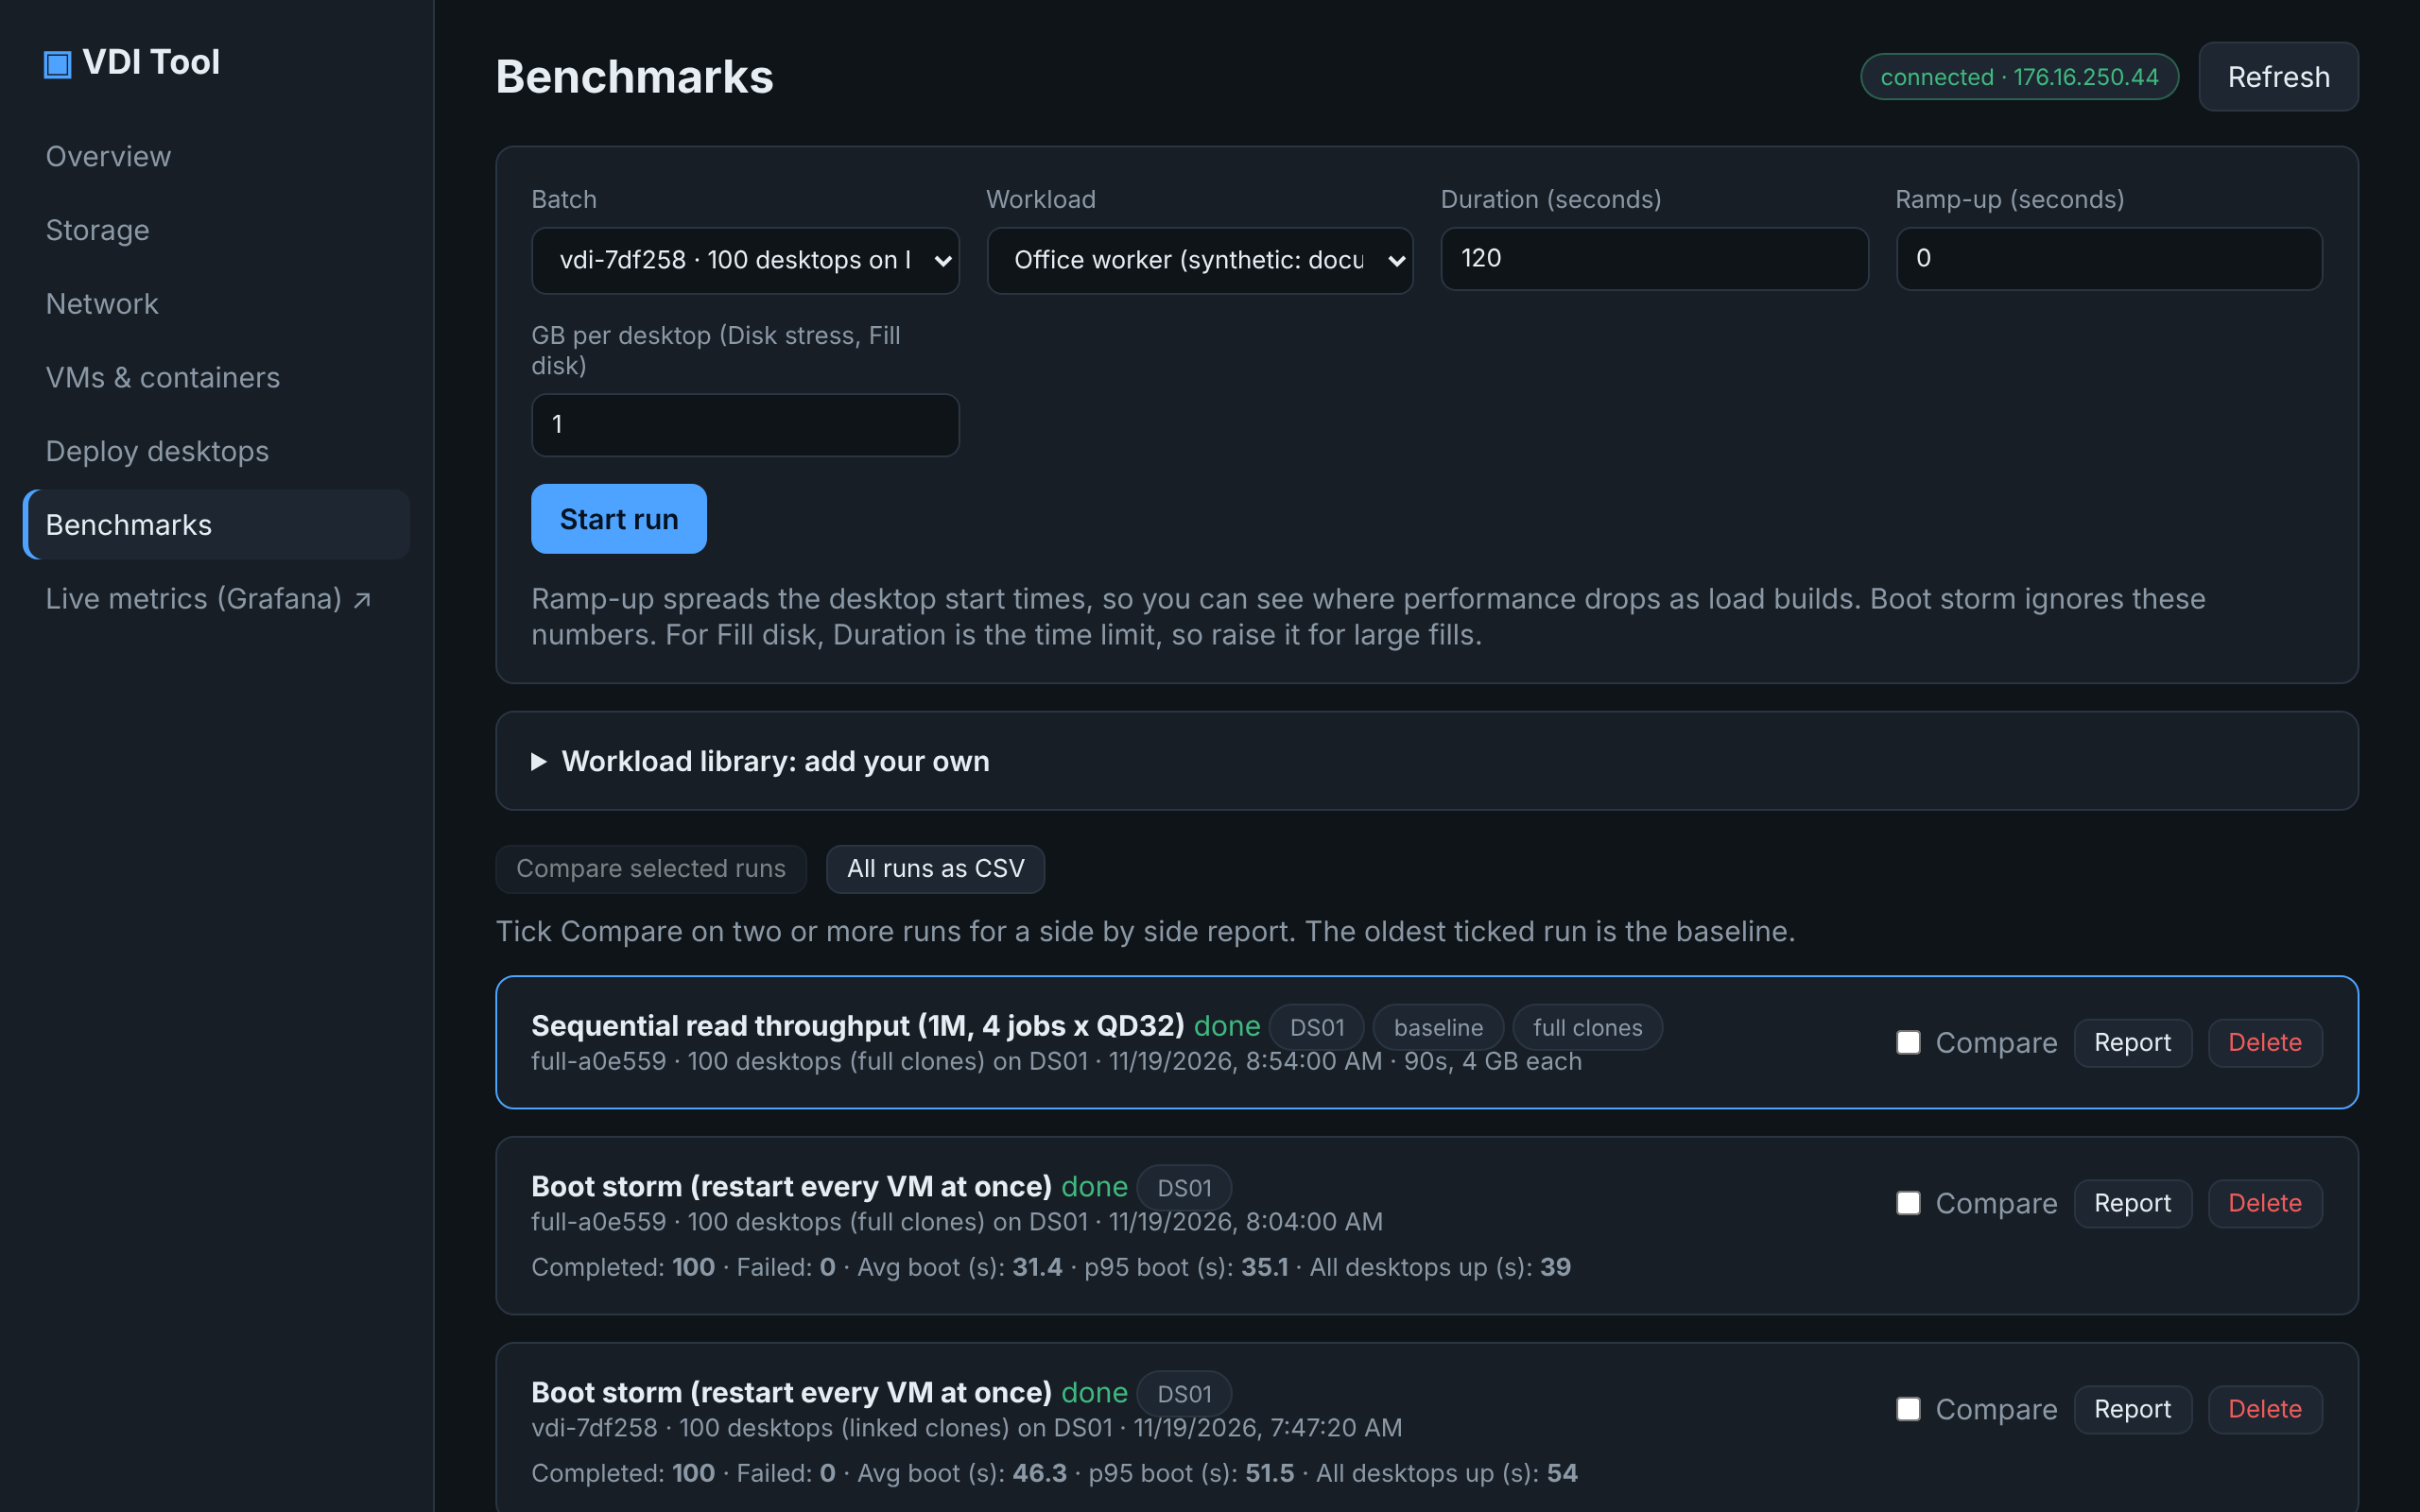 VDI Tool
Overview
Storage
Network
VMs & containers
Deploy desktops
Benchmarks
Live metrics (Grafana) ↗
Benchmarks
connected · 176.16.250.44
Refresh
Batch
Workload
Duration (seconds)
Ramp-up (seconds)
vdi-7df258 · 100 desktops on
Office worker (synthetic: docu
120
0
GB per desktop (Disk stress, Fill
disk)
1
Start run
Ramp-up spreads the desktop start times, so you can see where performance drops as load builds. Boot storm ignores these
numbers. For Fill disk, Duration is the time limit, so raise it for large fills.
Workload library: add your own
Compare selected runs
All runs as CSV
Tick Compare on two or more runs for a side by side report. The oldest ticked run is the baseline.
Sequential read throughput (1M, 4 jobs x QD32) done DS01 baseline full clones
full-a0e559 · 100 desktops (full clones) on DS01 · 11/19/2026, 8:54:00 AM · 90s, 4 GB each
Compare Report Delete
Boot storm (restart every VM at once) done DS01
full-a0e559 · 100 desktops (full clones) on DS01 · 11/19/2026, 8:04:00 AM
Completed: 100 · Failed: 0 · Avg boot (s): 31.4 · p95 boot (s): 35.1 · All desktops up (s): 39
Compare Report Delete
Boot storm (restart every VM at once) done DS01
vdi-7df258 · 100 desktops (linked clones) on DS01 · 11/19/2026, 7:47:20 AM
Completed: 100 · Failed: 0 · Avg boot (s): 46.3 · p95 boot (s): 51.5 · All desktops up (s): 54
Compare Report Delete